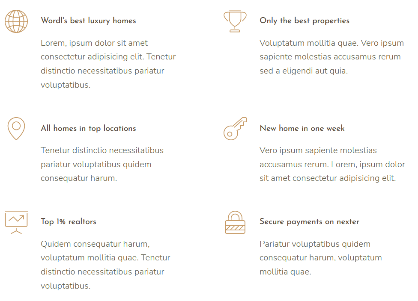 Wordl's best luxury homes
Lorem, ipsum dolor sit amet
consectetur adipisicing elit. Tenetur
distinctio necessitatibus pariatur
voluptatibus.
Only the best properties
Voluptatum mollitia quae. Vero ipsum
sapiente molestias accusamus rerum
sed a eligendi aut quia.
All homes in top locations
Tenetur distinctio necessitatibus
pariatur voluptatibus quidem
consequatur harum.
New home in one week
Vero ipsum sapiente molestias
accusamus rerum. Lorem, ipsum dolor
sit amet consectetur adipisicing elit.
Top 1% realtors
Quidem consequatur harum,
voluptatum mollitia quae. Tenetur
distinctio necessitatibus pariatur
voluptatibus.
Secure payments on nexter
Pariatur voluptatibus quidem
consequatur harum, voluptatum
mollitia quae.